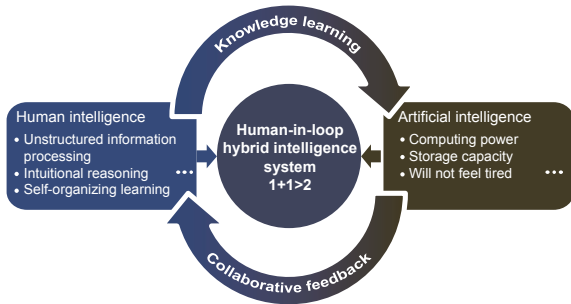 Knowledge learning
Human intelligence
• Unstructured information
processing
• Intuitional reasoning
• Self-organizing learning
...
Human-in-loop
hybrid intelligence
system
1+1>2
Artificial intelligence
• Computing power
• Storage capacity
• Will not feel tired
...
Collaborative feedback